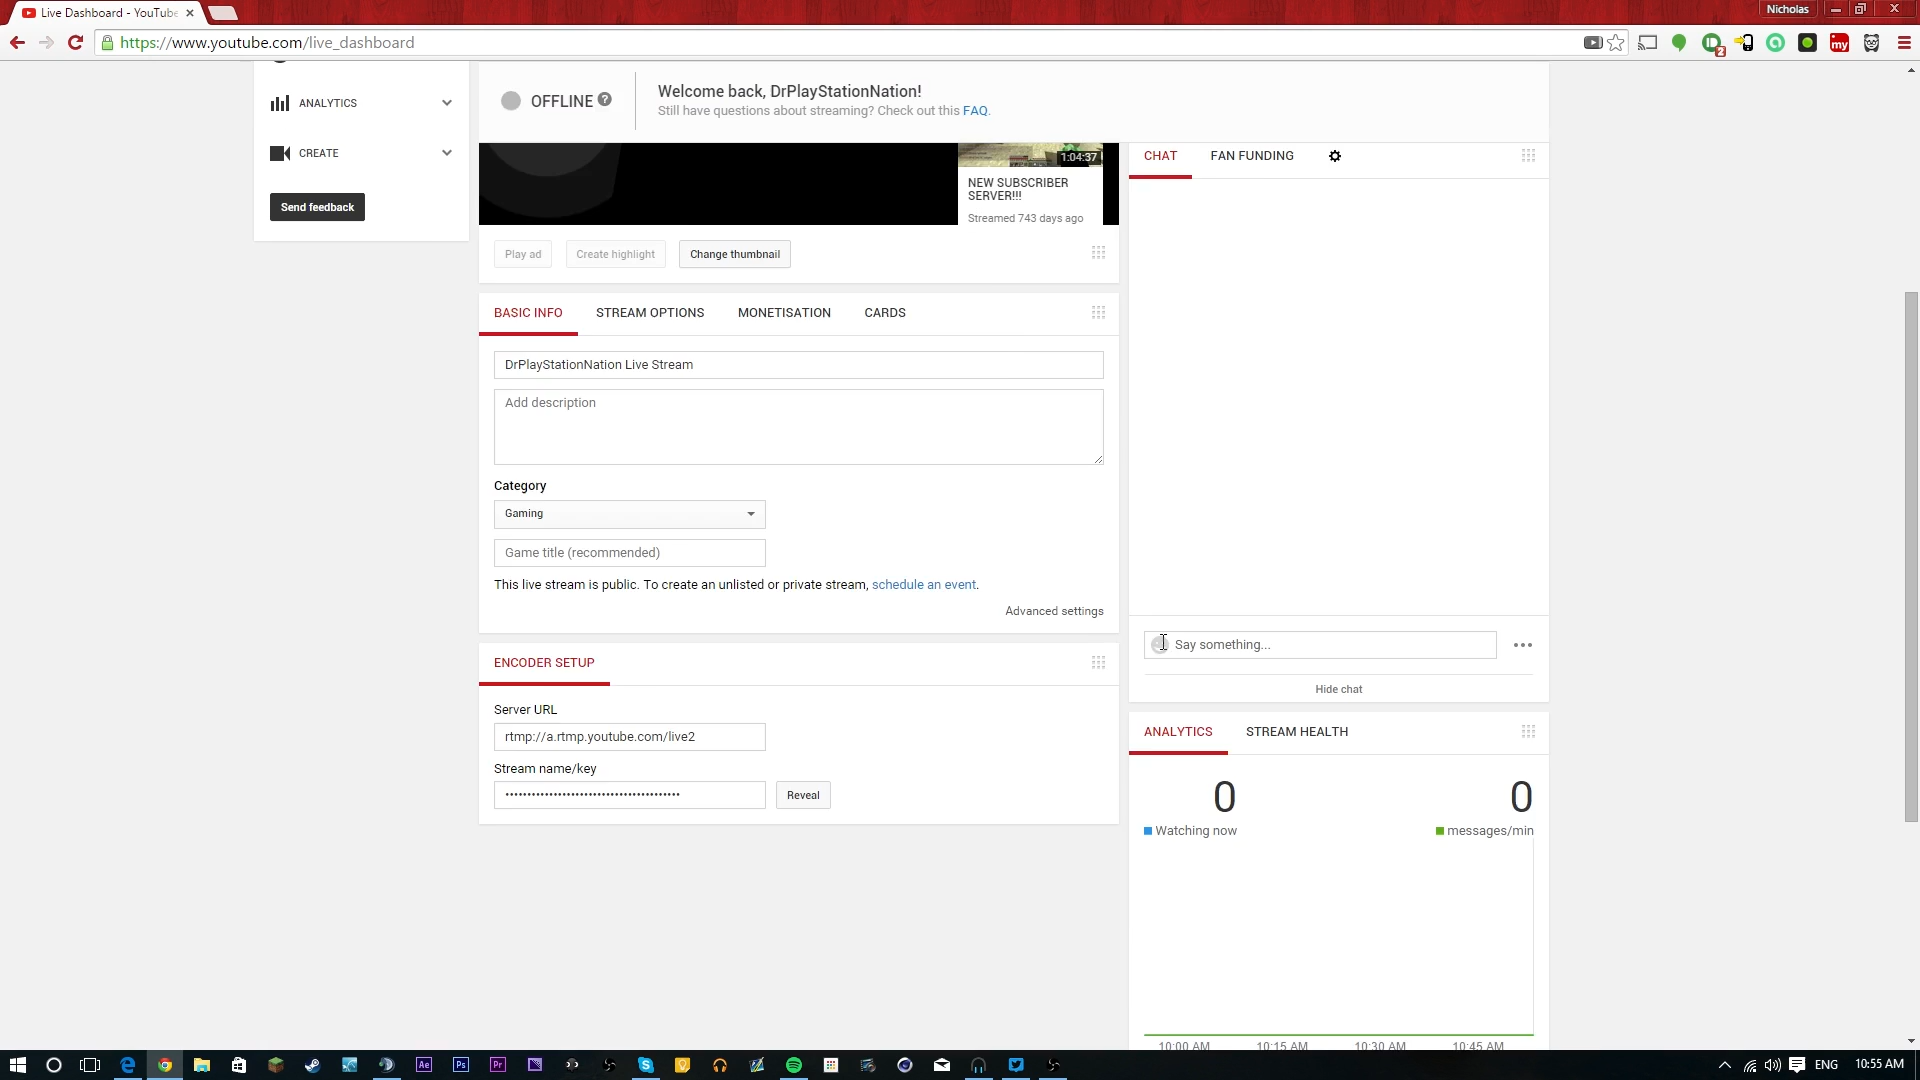 Live Dashboard - YouTube
Nicholas
https://www.youtube.com/live_dashboard
2
my
ANALYTICS
CREATE
Send feedback
OFFLINE ?
Welcome back, DrPlayStationNation!
Still have questions about streaming? Check out this FAQ.
1:04:37
NEW SUBSCRIBER
SERVER!!!
Streamed 743 days ago
Play ad
Create highlight
Change thumbnail
BASIC INFO
STREAM OPTIONS
MONETISATION
CARDS
DrPlayStationNation Live Stream
Add description
Category
Gaming
Game title (recommended)
This live stream is public. To create an unlisted or private stream, schedule an event.
Advanced settings
ENCODER SETUP
Server URL
rtmp://a.rtmp.youtube.com/live2
Stream name/key
Reveal
CHAT
FAN FUNDING
Say something...
Hide chat
ANALYTICS
STREAM HEALTH
0
0
Watching now
messages/min
10:00 AM
10:15 AM
10:30 AM
10:45 AM
Ae
Ps
Pr
ENG
10:55 AM